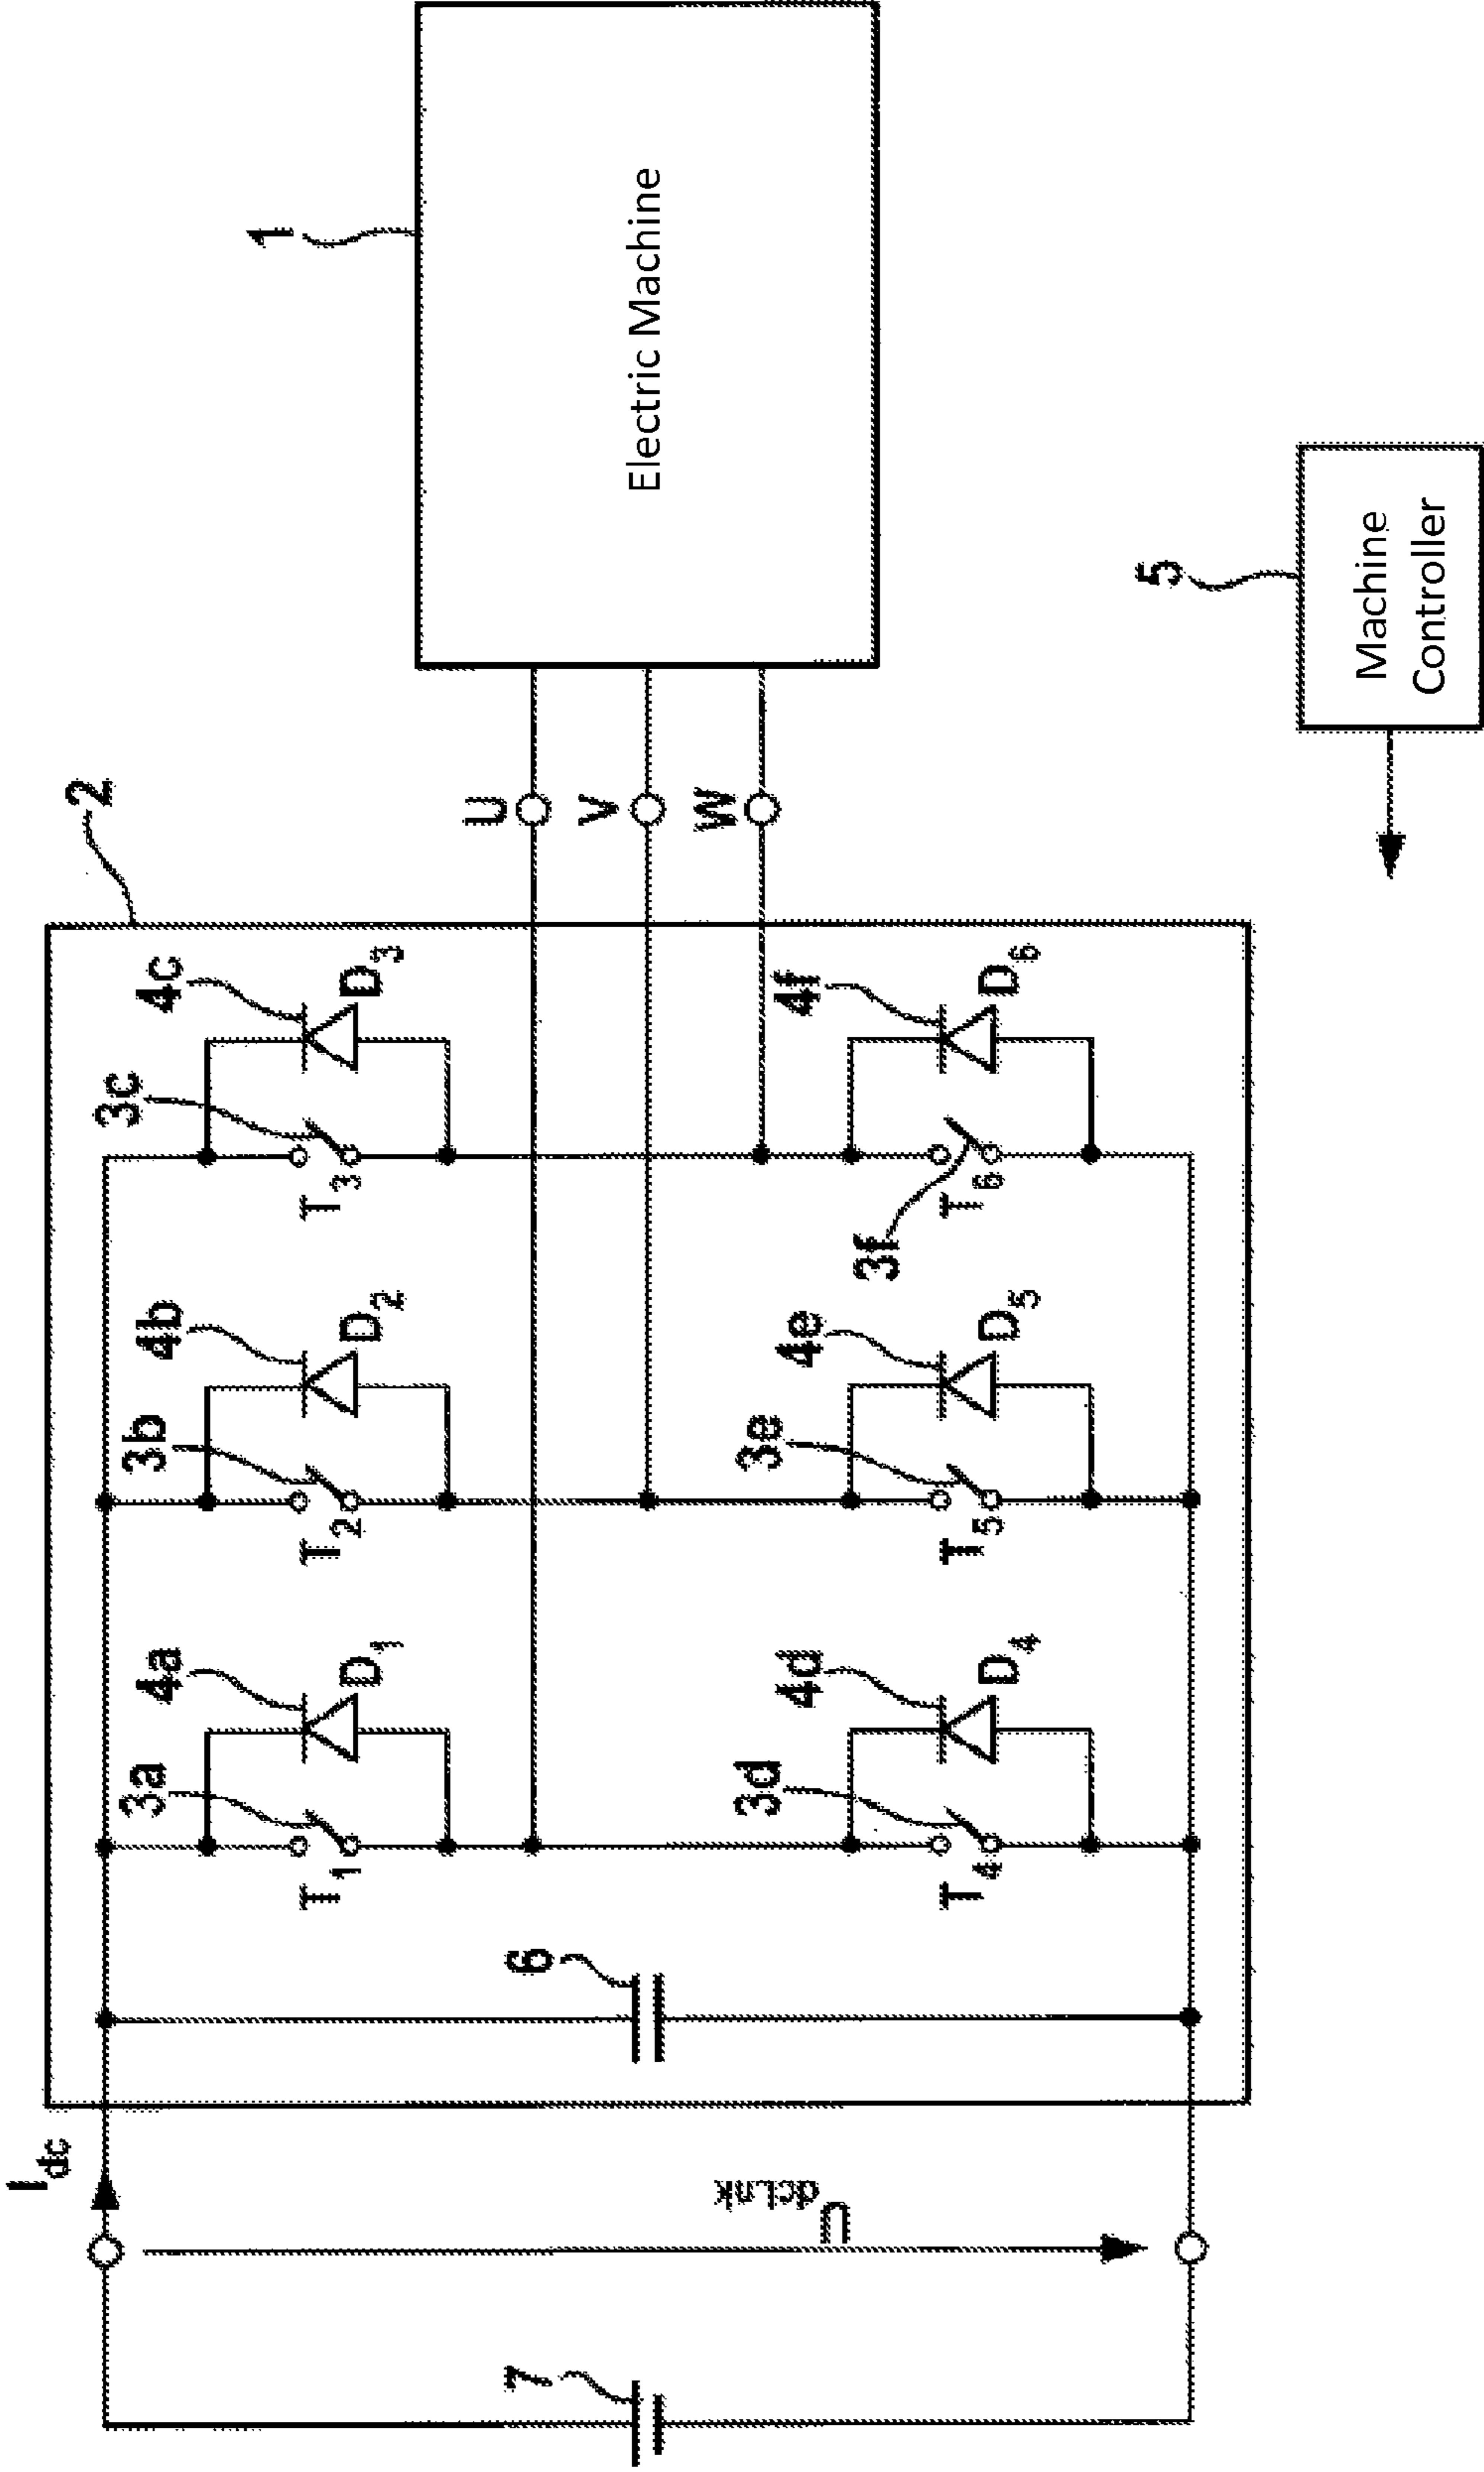 1
Electric Machine
2
U
V
W
5
Machine
Controller
3a
4a
T1
D1
3b
4b
T2
D2
3c
4c
T3
D3
3d
4d
T4
D4
3e
4e
T5
D5
3f
4f
T6
D6
6
7
Idc
UdcLnk